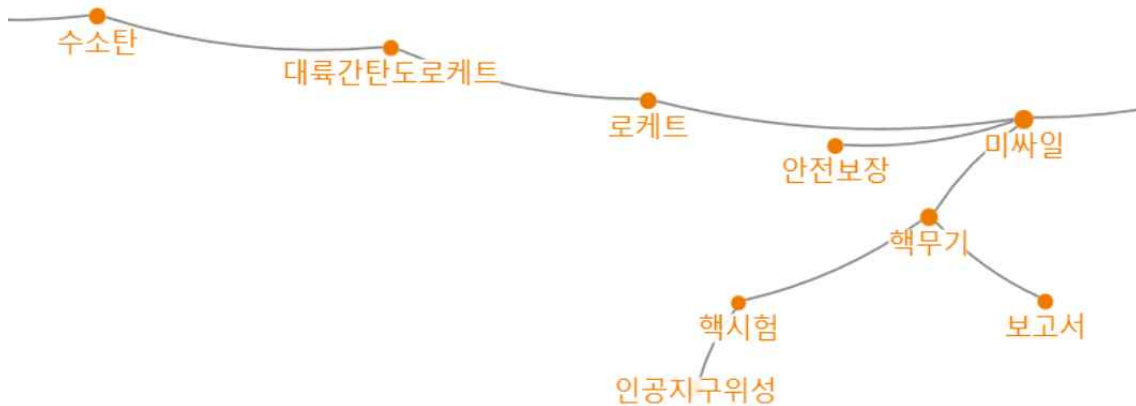 수소탄
대륙간탄도로케트
로케트
미싸일
안전보장
핵무기
핵시험
보고서
인공지구위성